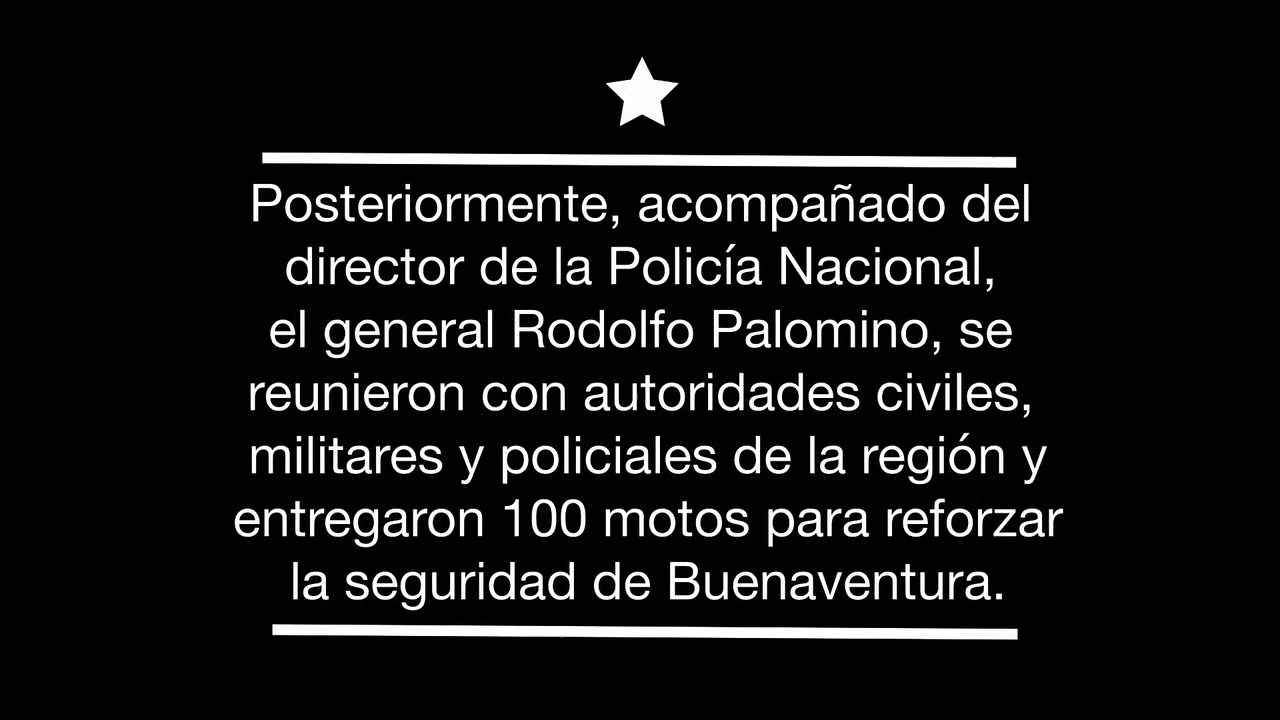 Posteriormente, acompañado del
director de la Policía Nacional,
el general Rodolfo Palomino, se
reunieron con autoridades civiles,
militares y policiales de la región y
entregaron 100 motos para reforzar
la seguridad de Buenaventura.